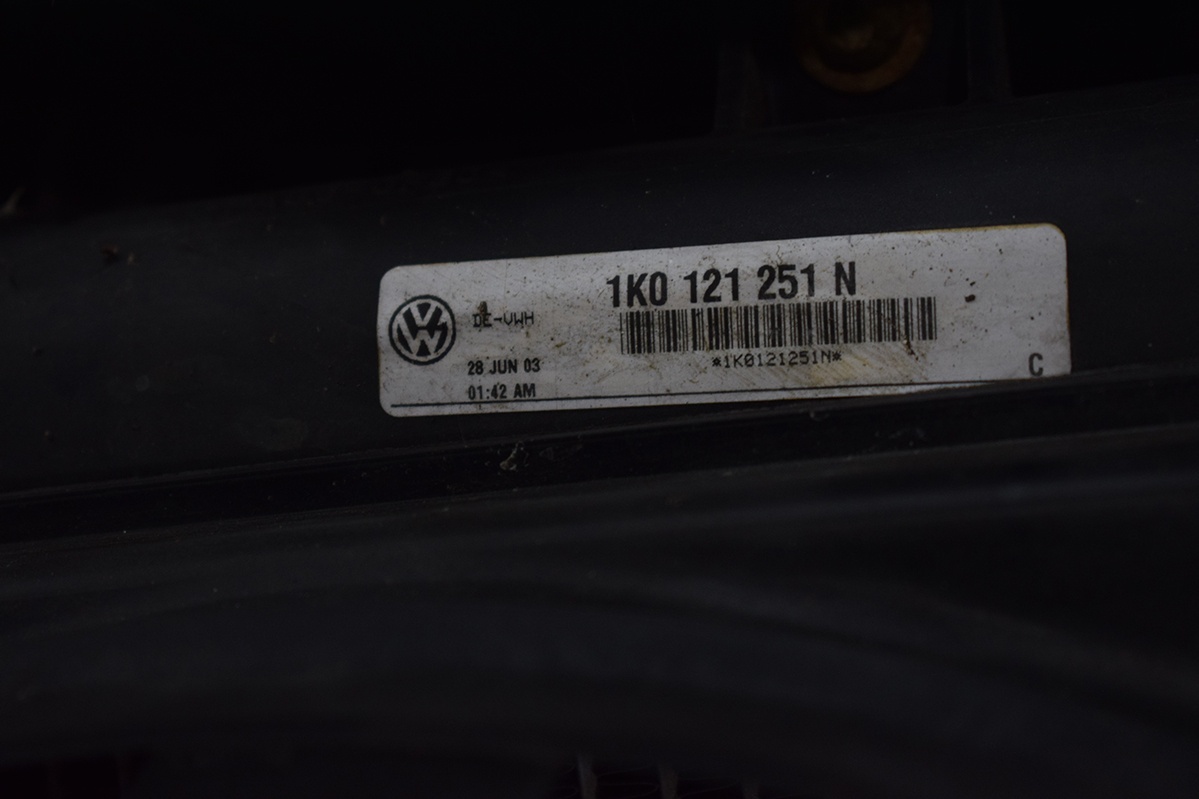 1K0 121 251 N
DE-VWH
*1K0121251N*
28 JUN 03
01:42 AM
C